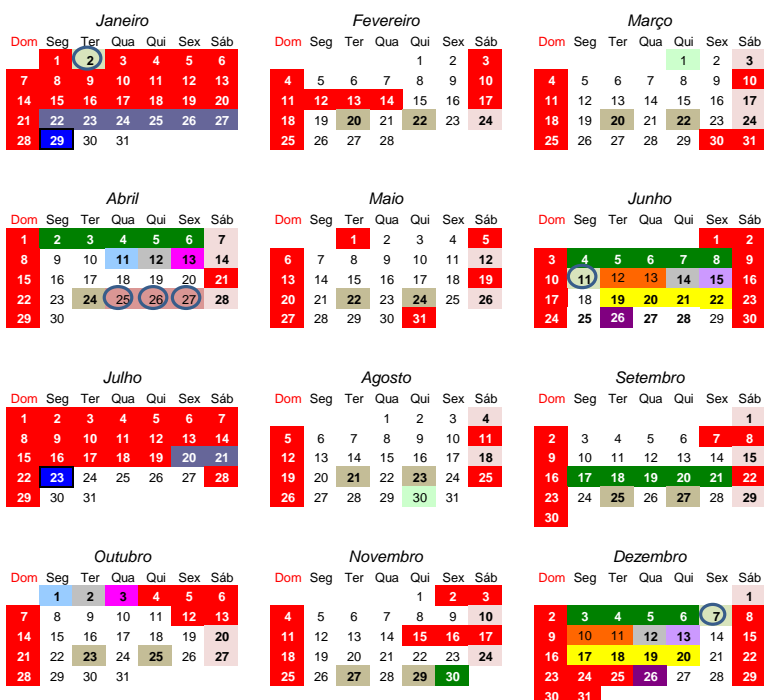 Janeiro
Dom Seg Ter Qua Qui Sex Sáb
1 2 3 4 5 6
7 8 9 10 11 12 13
14 15 16 17 18 19 20
21 22 23 24 25 26 27
28 29 30 31
Fevereiro
Dom Seg Ter Qua Qui Sex Sáb
1 2 3
4 5 6 7 8 9 10
11 12 13 14 15 16 17
18 19 20 21 22 23 24
25 26 27 28
Março
Dom Seg Ter Qua Qui Sex Sáb
1 2 3
4 5 6 7 8 9 10
11 12 13 14 15 16 17
18 19 20 21 22 23 24
25 26 27 28 29 30 31
Abril
Dom Seg Ter Qua Qui Sex Sáb
1 2 3 4 5 6 7
8 9 10 11 12 13 14
15 16 17 18 19 20 21
22 23 24 25 26 27 28
29 30
Maio
Dom Seg Ter Qua Qui Sex Sáb
1 2 3 4 5
6 7 8 9 10 11 12
13 14 15 16 17 18 19
20 21 22 23 24 25 26
27 28 29 30 31
Junho
Dom Seg Ter Qua Qui Sex Sáb
1 2
3 4 5 6 7 8 9
10 11 12 13 14 15 16
17 18 19 20 21 22 23
24 25 26 27 28 29 30
Julho
Dom Seg Ter Qua Qui Sex Sáb
1 2 3 4 5 6 7
8 9 10 11 12 13 14
15 16 17 18 19 20 21
22 23 24 25 26 27 28
29 30 31
Agosto
Dom Seg Ter Qua Qui Sex Sáb
1 2 3 4
5 6 7 8 9 10 11
12 13 14 15 16 17 18
19 20 21 22 23 24 25
26 27 28 29 30 31
Setembro
Dom Seg Ter Qua Qui Sex Sáb
1
2 3 4 5 6 7 8
9 10 11 12 13 14 15
16 17 18 19 20 21 22
23 24 25 26 27 28 29
30
Outubro
Dom Seg Ter Qua Qui Sex Sáb
1 2 3 4 5 6
7 8 9 10 11 12 13
14 15 16 17 18 19 20
21 22 23 24 25 26 27
28 29 30 31
Novembro
Dom Seg Ter Qua Qui Sex Sáb
1 2 3
4 5 6 7 8 9 10
11 12 13 14 15 16 17
18 19 20 21 22 23 24
25 26 27 28 29 30
Dezembro
Dom Seg Ter Qua Qui Sex Sáb
1
2 3 4 5 6 7 8
9 10 11 12 13 14 15
16 17 18 19 20 21 22
23 24 25 26 27 28 29
30 31